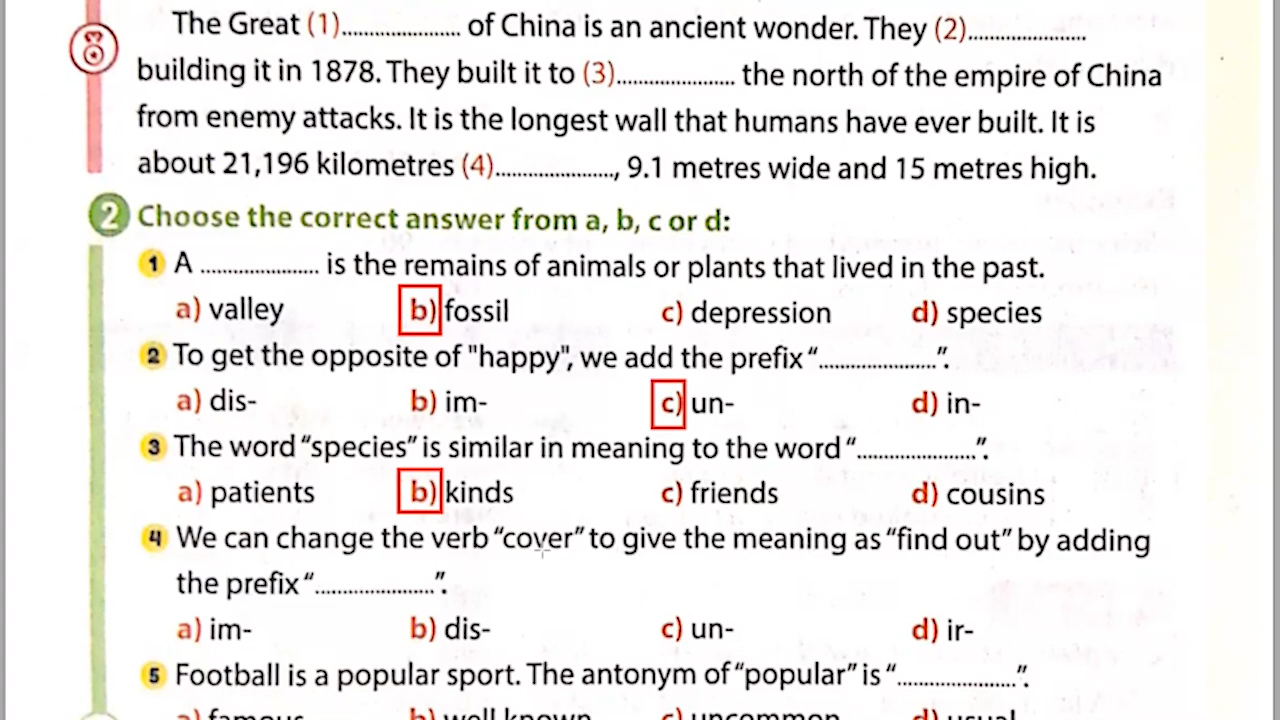 The Great (1)...................... of China is an ancient wonder. They (2)......................
building it in 1878. They built it to (3)...................... the north of the empire of China
from enemy attacks. It is the longest wall that humans have ever built. It is
about 21,196 kilometres (4)......................, 9.1 metres wide and 15 metres high.
2 Choose the correct answer from a, b, c or d:
1 A ...................... is the remains of animals or plants that lived in the past.
a) valley b) fossil c) depression d) species
2 To get the opposite of "happy", we add the prefix “......................”.
a) dis- b) im- c) un- d) in-
3 The word “species” is similar in meaning to the word “......................”.
a) patients b) kinds c) friends d) cousins
4 We can change the verb “cover” to give the meaning as “find out” by adding
the prefix “......................”.
a) im- b) dis- c) un- d) ir-
5 Football is a popular sport. The antonym of “popular” is “......................”.
a) famous b) well known c) uncommon d) usual